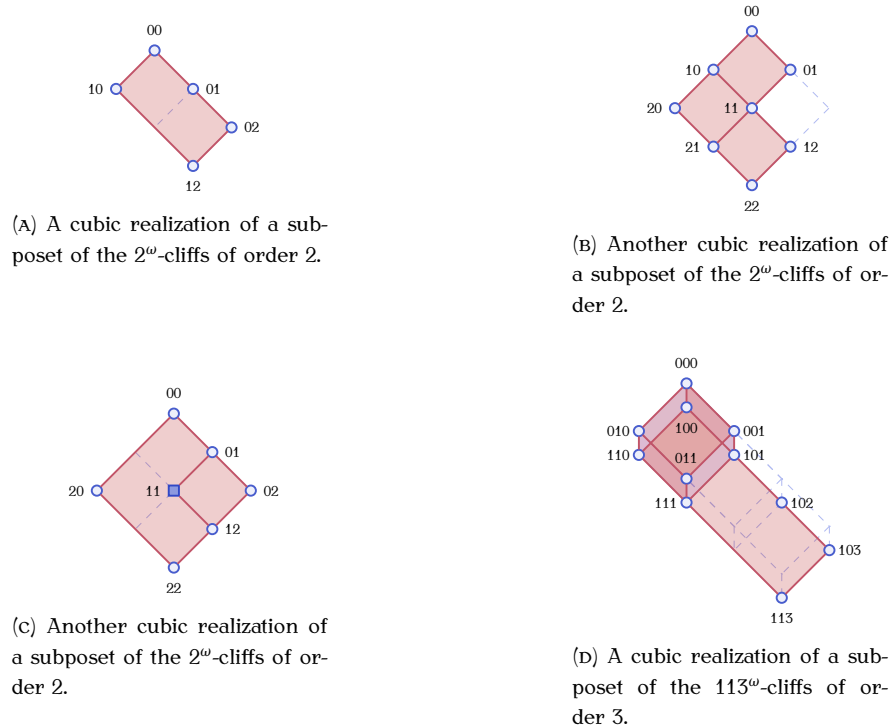 00
10
01
02
12
(A) A cubic realization of a sub-
poset of the 2ω-cliffs of order 2.
00
10
01
20
11
21
12
22
(B) Another cubic realization of
a subposet of the 2ω-cliffs of or-
der 2.
00
01
20
11
02
12
22
(C) Another cubic realization of
a subposet of the 2ω-cliffs of or-
der 2.
000
100
010
001
110
101
011
111
102
103
113
(D) A cubic realization of a sub-
poset of the 113ω-cliffs of or-
der 3.